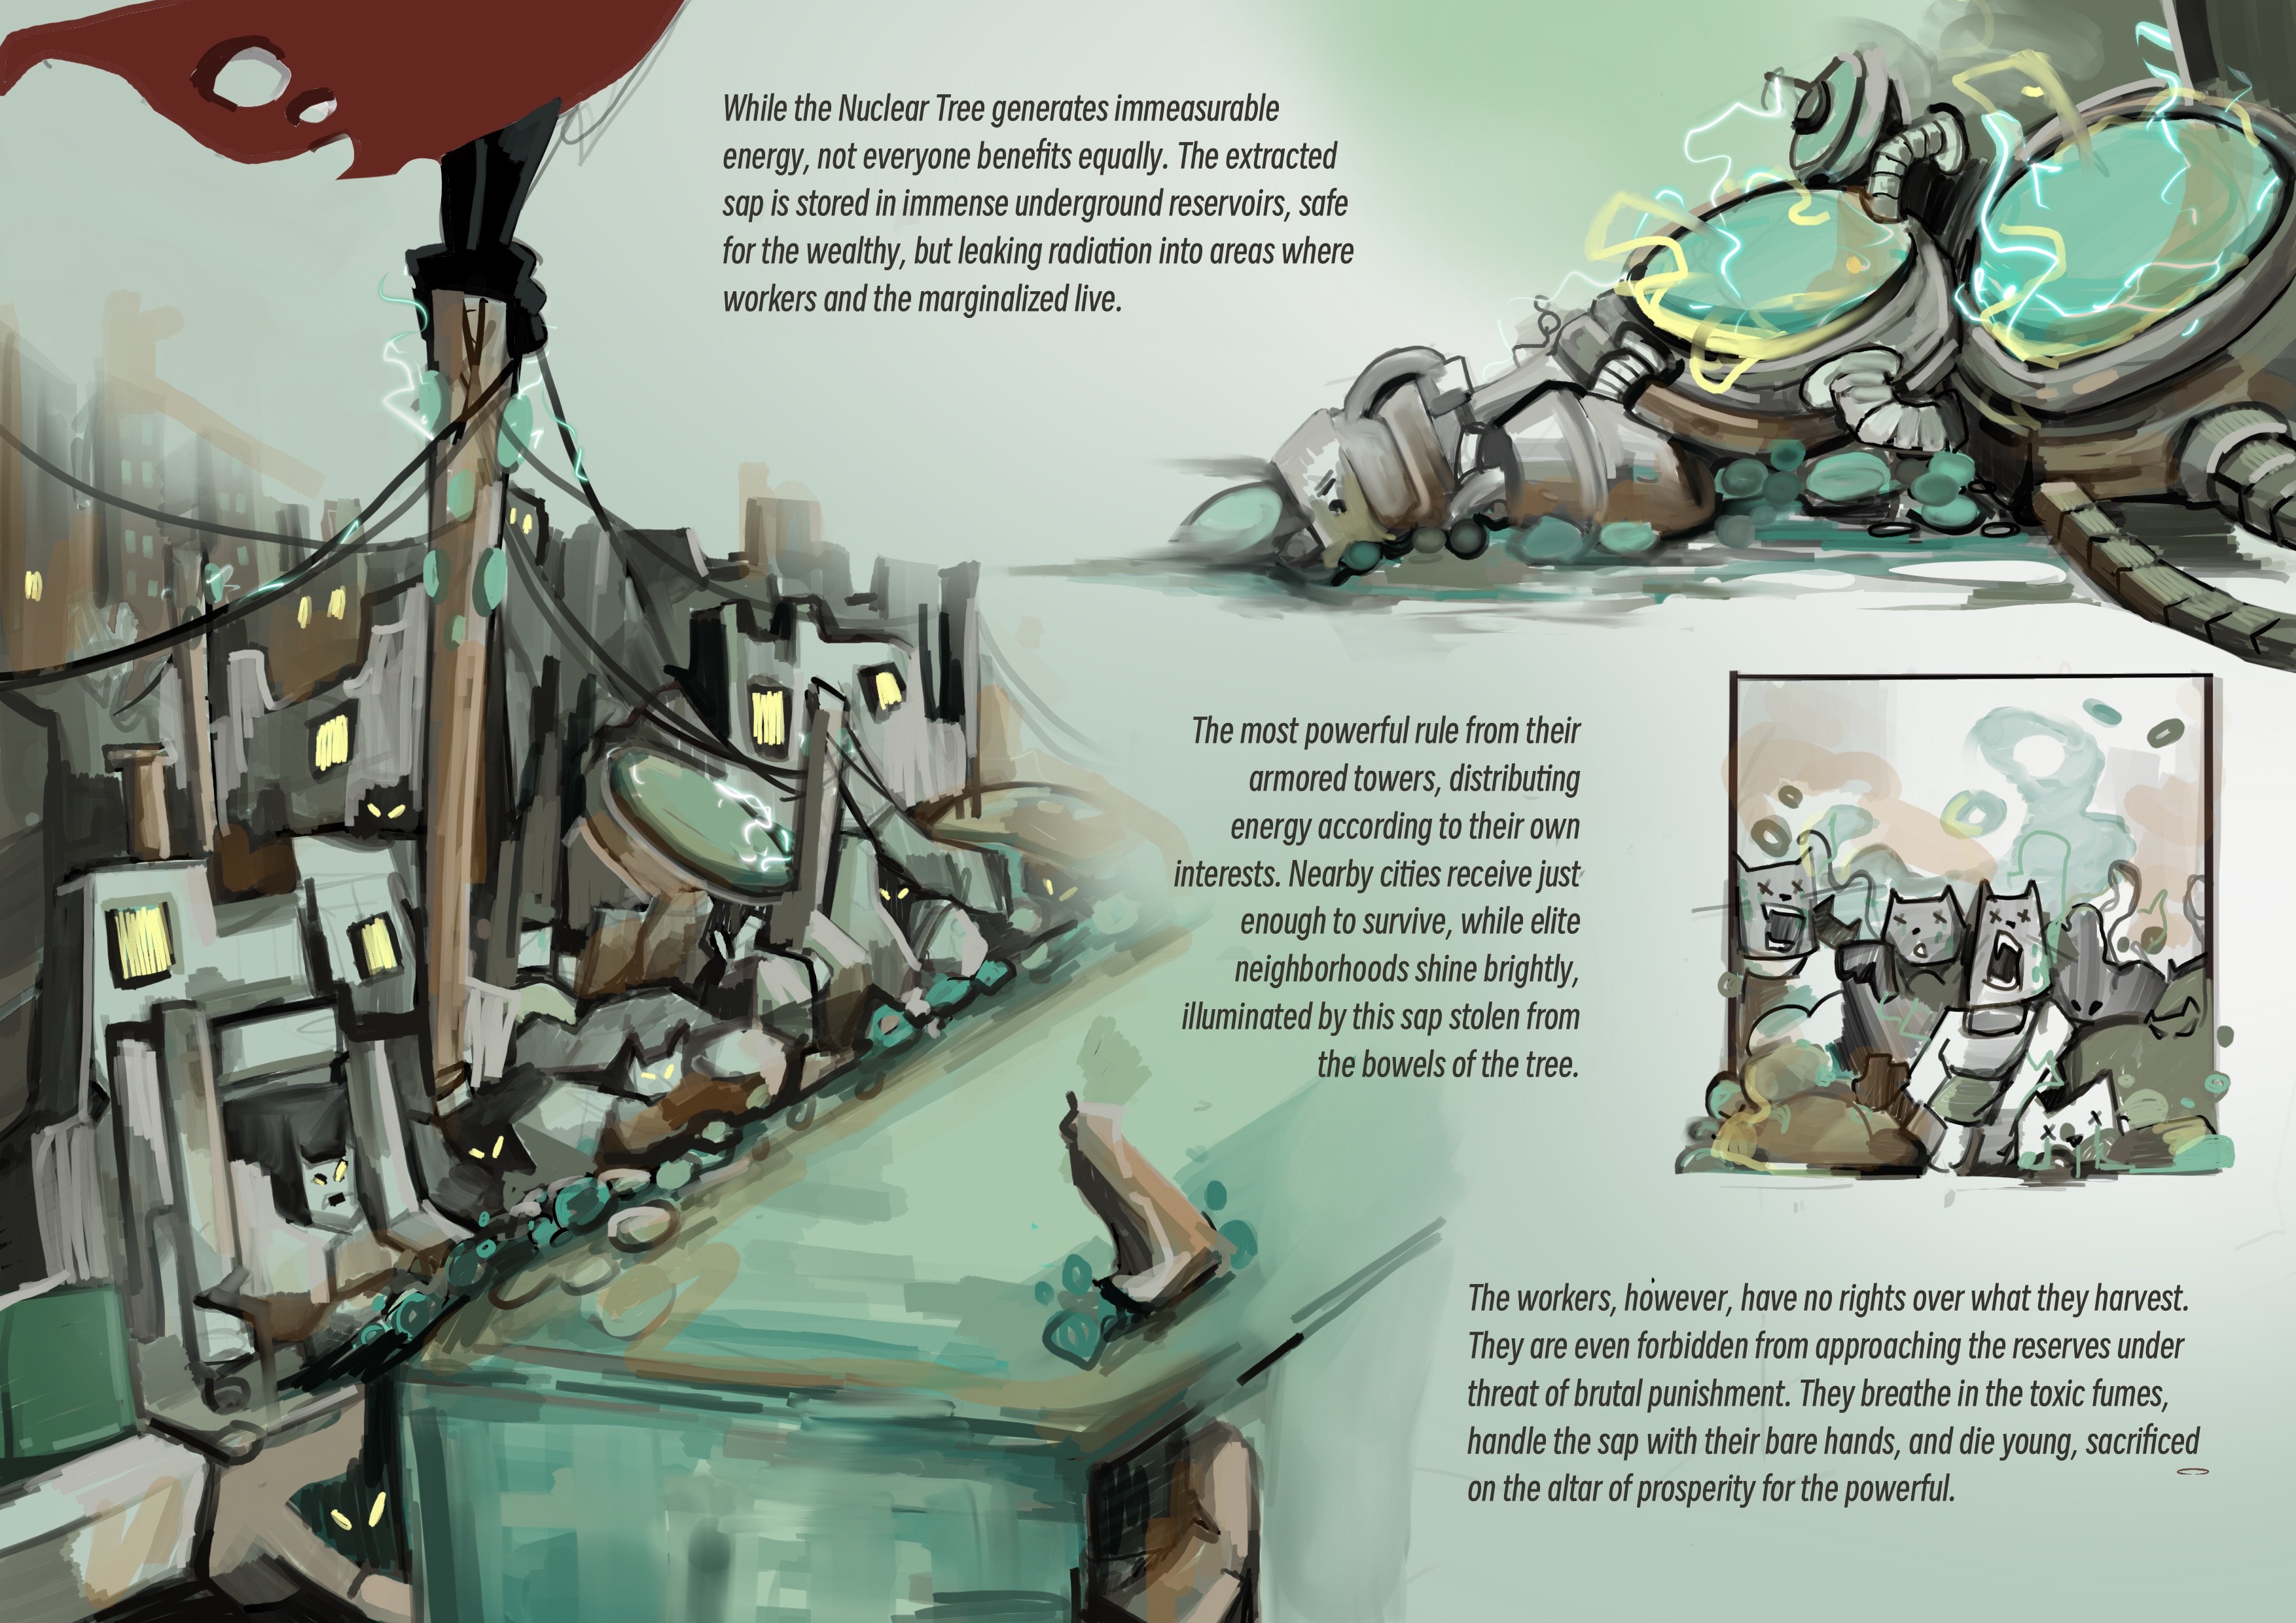 While the Nuclear Tree generates immeasurable
energy, not everyone benefits equally. The extracted
sap is stored in immense underground reservoirs, safe
for the wealthy, but leaking radiation into areas where
workers and the marginalized live.
The most powerful rule from their
armored towers, distributing
energy according to their own
interests. Nearby cities receive just
enough to survive, while elite
neighborhoods shine brightly,
illuminated by this sap stolen from
the bowels of the tree.
The workers, however, have no rights over what they harvest.
They are even forbidden from approaching the reserves under
threat of brutal punishment. They breathe in the toxic fumes,
handle the sap with their bare hands, and die young, sacrificed
on the altar of prosperity for the powerful.